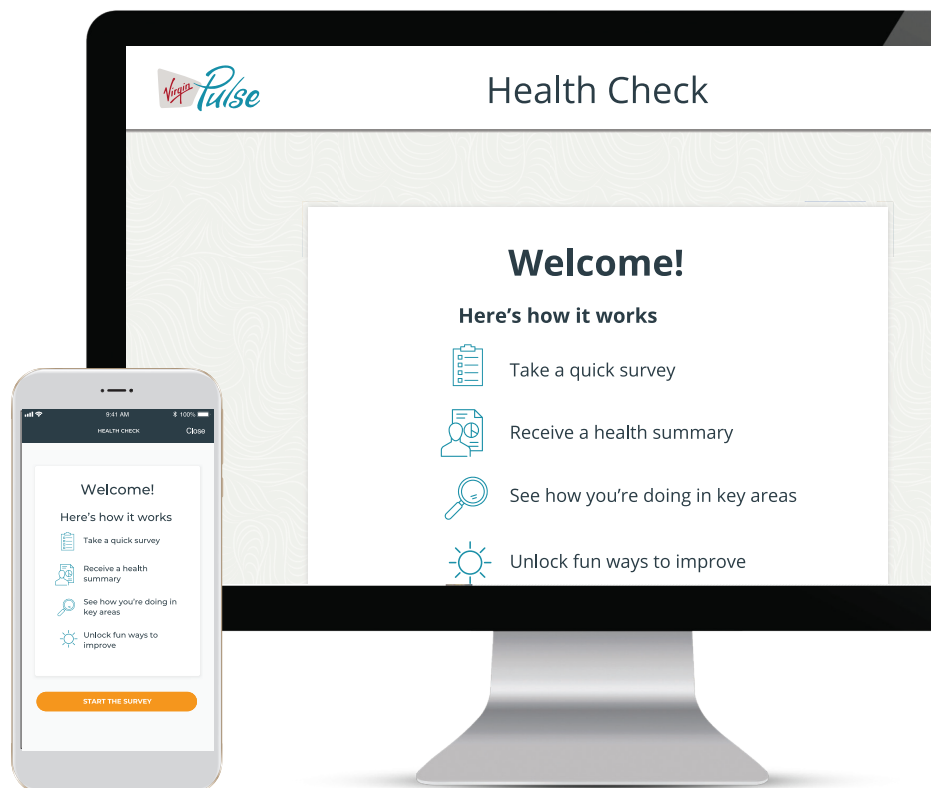 Virgin Pulse
Health Check
Welcome!
Here's how it works
Take a quick survey
Receive a health summary
See how you're doing in key areas
Unlock fun ways to improve
9:41 AM
100%
HEALTH CHECK
Close
Welcome!
Here's how it works
Take a quick survey
Receive a health
summary
See how you're doing in
key areas
Unlock fun ways to
improve
START THE SURVEY